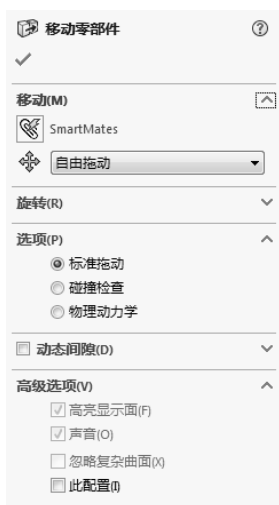 移动零部件
移动(M)
SmartMates
自由拖动
旋转(R)
选项(P)
标准拖动
碰撞检查
物理动力学
动态间隙(D)
高级选项(V)
高亮显示面(F)
声音(O)
忽略复杂曲面(X)
此配置(I)